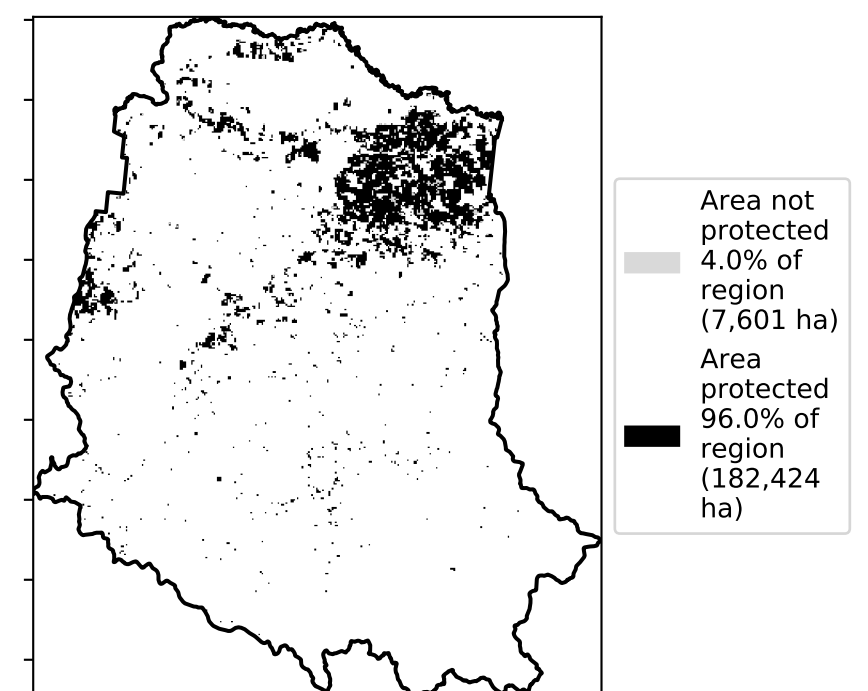 Area not
protected
4.0% of
region
(7,601 ha)
Area
protected
96.0% of
region
(182,424
ha)